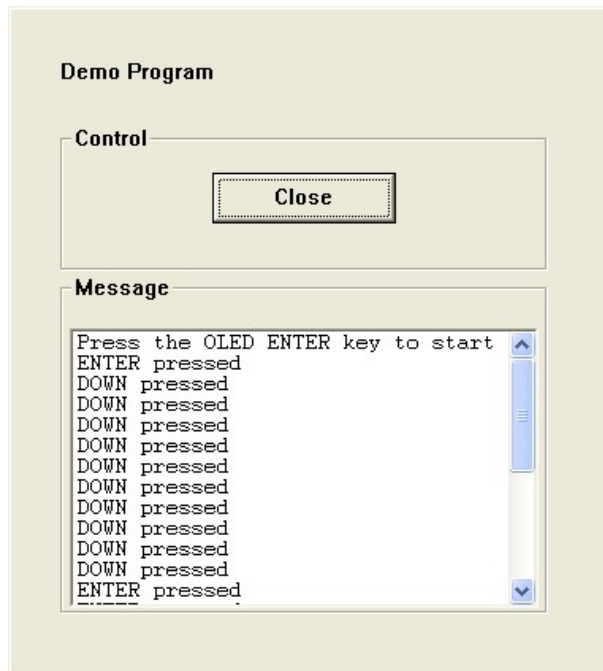 Demo Program
Control
Close
Message
Press the OLED ENTER key to start
ENTER pressed
DOWN pressed
DOWN pressed
DOWN pressed
DOWN pressed
DOWN pressed
DOWN pressed
DOWN pressed
DOWN pressed
DOWN pressed
DOWN pressed
ENTER pressed